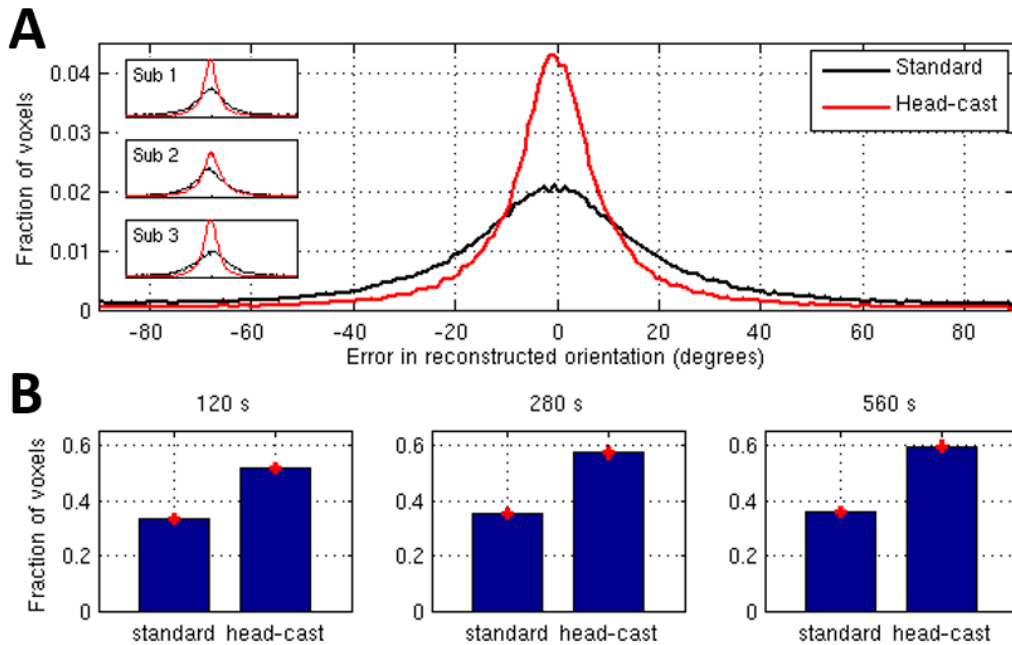 A
Fraction of voxels
0.04
0.03
0.02
0.01
0
Sub 1
Sub 2
Sub 3
Standard
Head-cast
-80 -60 -40 -20 0 20 40 60 80
Error in reconstructed orientation (degrees)
B
120 s 280 s 560 s
Fraction of voxels
0.6 0.6 0.6
0.4 0.4 0.4
0.2 0.2 0.2
0 0 0
standard head-cast standard head-cast standard head-cast